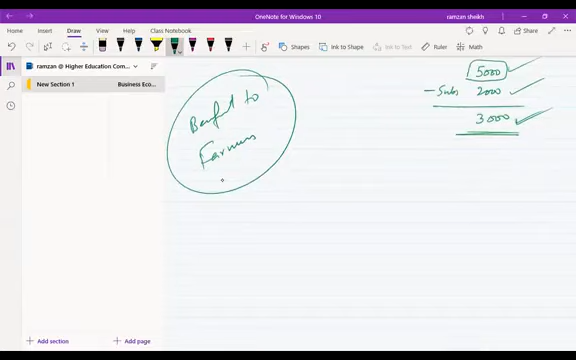 OneNote for Windows 10
ramzan sheikh
Home Insert Draw View Help Class Notebook
Share
Shapes Ink to Shape Ink to Text Ruler Math
ramzan @ Higher Education Com...
New Section 1 Business Eco...
5000
- Subs 2000
3000
Benefit to
Farmers
Add section Add page